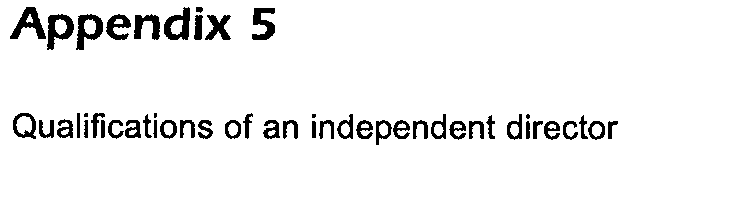 Appendix 5
Qualifications of an independent director